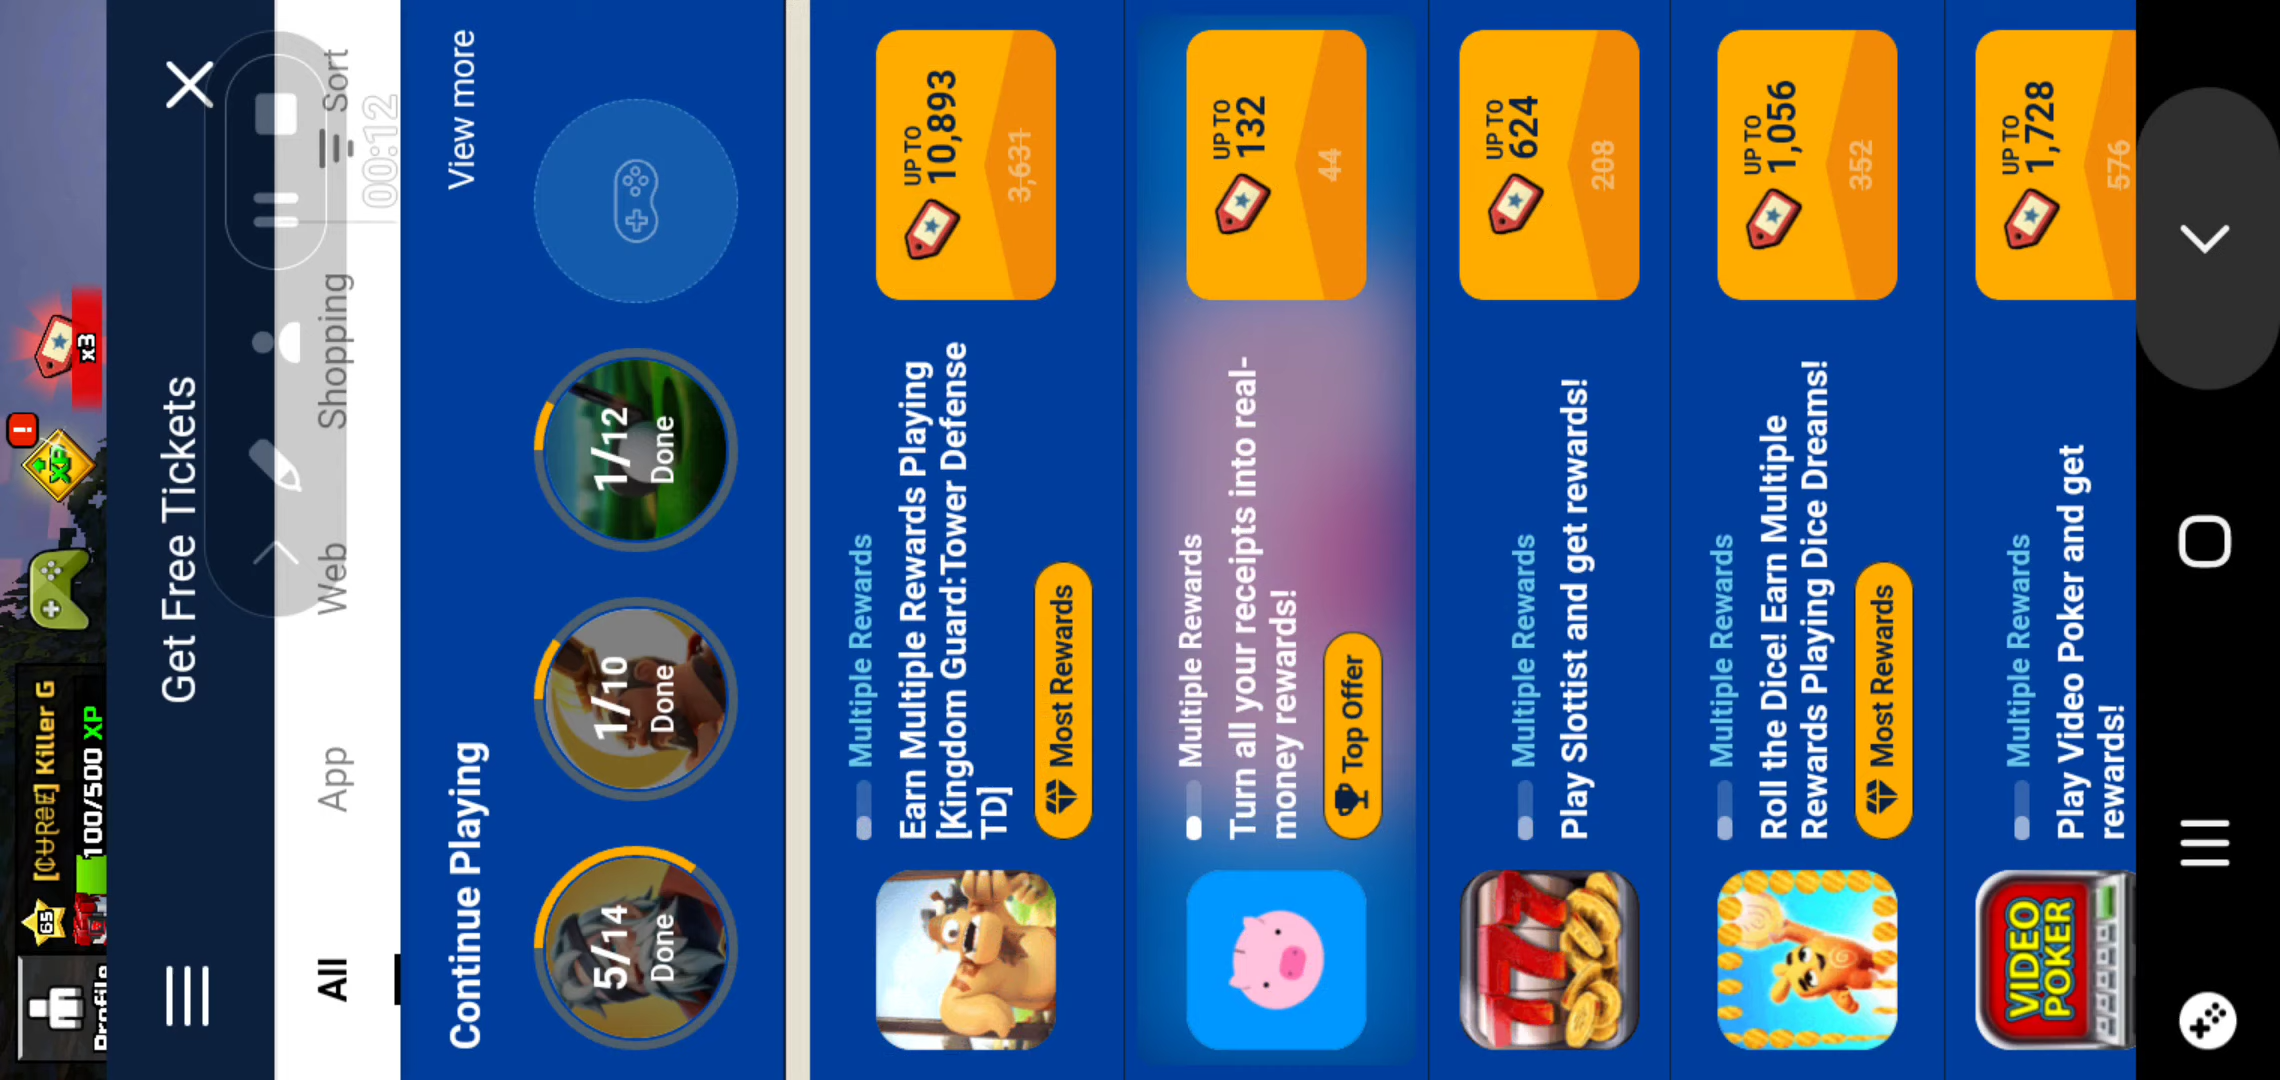 65
[₵ɄⱤɆɆ] Killer G
100/500 XP
Profile
!
XP
x3
Get Free Tickets
All
App
Web
Shopping
Sort
00:12
Continue Playing
View more
5/14
Done
1/10
Done
1/12
Done
Multiple Rewards
Earn Multiple Rewards Playing
[Kingdom Guard:Tower Defense
TD]
Most Rewards
UP TO
10,893
3,631
Multiple Rewards
Turn all your receipts into real-
money rewards!
Top Offer
UP TO
132
44
777
Multiple Rewards
Play Slottist and get rewards!
UP TO
624
208
Multiple Rewards
Roll the Dice! Earn Multiple
Rewards Playing Dice Dreams!
Most Rewards
UP TO
1,056
352
VIDEO
POKER
Multiple Rewards
Play Video Poker and get
rewards!
UP TO
1,728
576